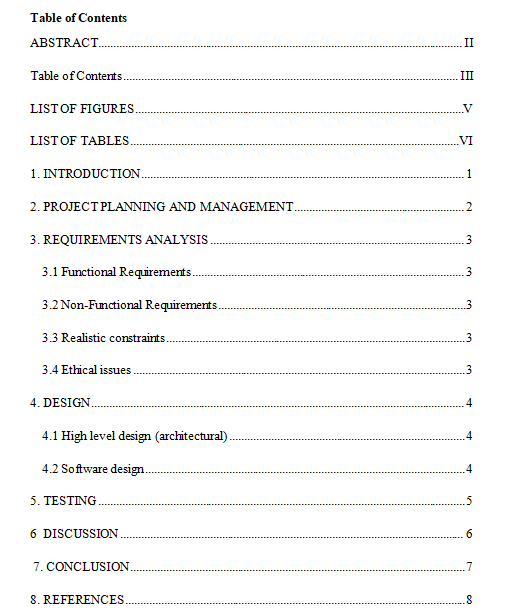 Table of Contents
ABSTRACT.....................................................................................................II
Table of Contents.....................................................................................................III
LIST OF FIGURES.....................................................................................................V
LIST OF TABLES.....................................................................................................VI
1. INTRODUCTION.....................................................................................................1
2. PROJECT PLANNING AND MANAGEMENT.....................................................................................................2
3. REQUIREMENTS ANALYSIS.....................................................................................................3
3.1 Functional Requirements.....................................................................................................3
3.2 Non-Functional Requirements.....................................................................................................3
3.3 Realistic constraints.....................................................................................................3
3.4 Ethical issues.....................................................................................................3
4. DESIGN.....................................................................................................4
4.1 High level design (architectural).....................................................................................................4
4.2 Software design.....................................................................................................4
5. TESTING.....................................................................................................5
6 DISCUSSION.....................................................................................................6
7. CONCLUSION.....................................................................................................7
8. REFERENCES.....................................................................................................8